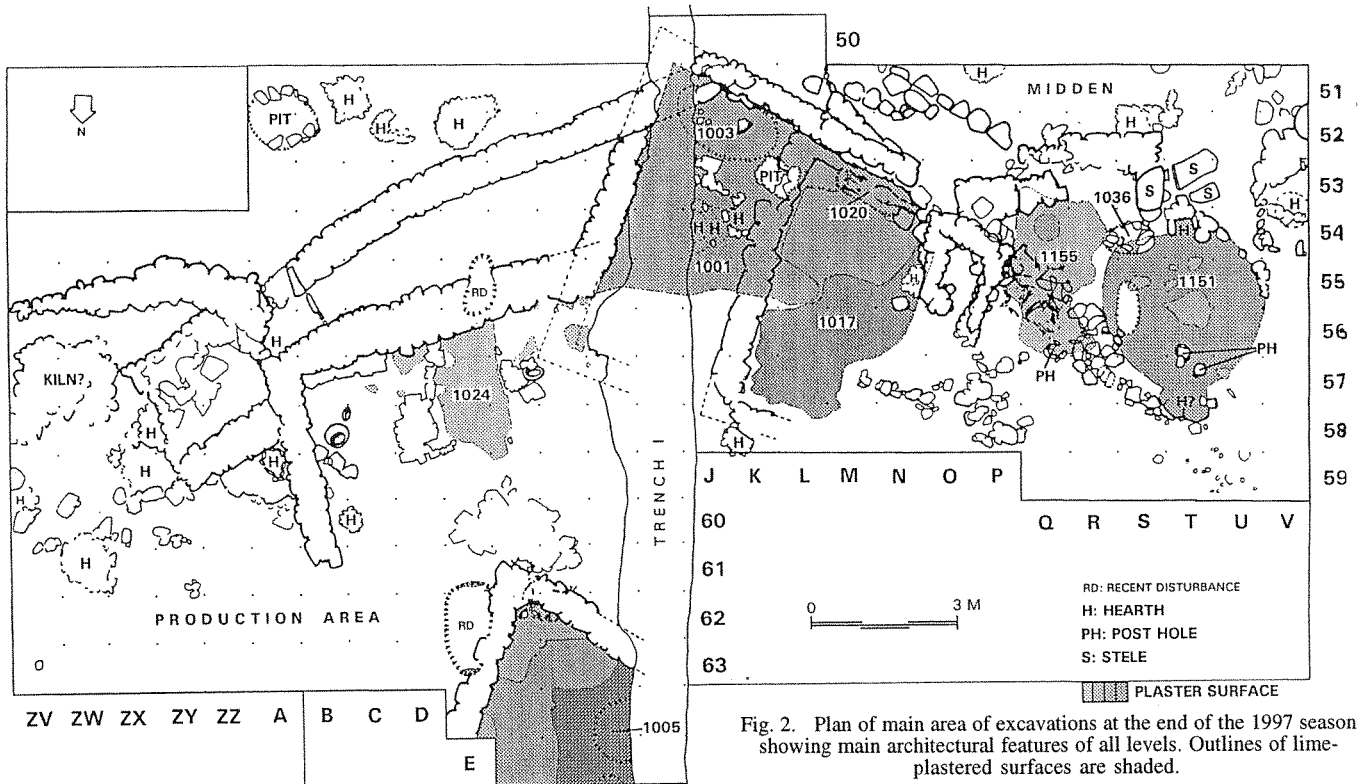 50
51
N
PIT
H
H
H
MIDDEN
H
H
52
1003
S
S
S
53
PIT
1020
1036
H
H
H H
54
H
1155
1001
H
1151
55
RD
H
1017
56
H
PH
PH
KILN?
1024
57
H?
H
H
H
H
58
H
J K L M N O P
59
H
H
TRENCH I
60
Q R S T U V
61
RD: RECENT DISTURBANCE
H: HEARTH
PH: POST HOLE
S: STELE
PLASTER SURFACE
0 3 M
PRODUCTION AREA
RD
62
63
ZV ZW ZX ZY ZZ A B C D
E
1005
Fig. 2. Plan of main area of excavations at the end of the 1997 season
showing main architectural features of all levels. Outlines of lime-
plastered surfaces are shaded.